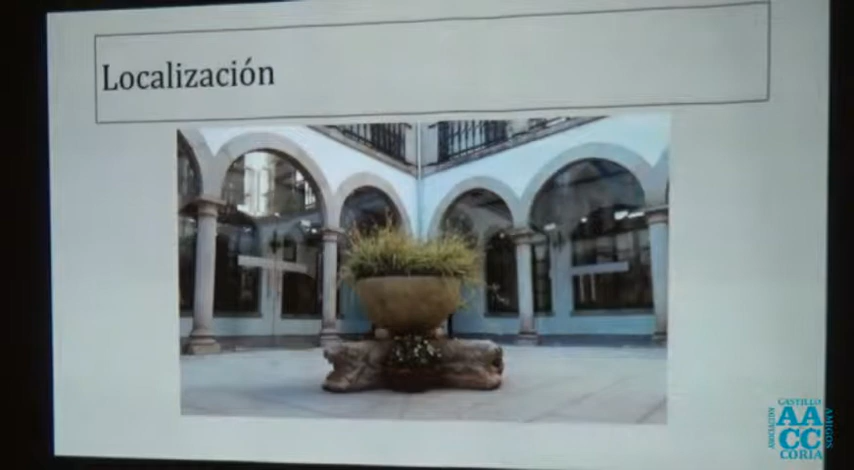 Localización
CASTILLO
ASOCIACIÓN
AA
CC
AMIGOS
CORIA